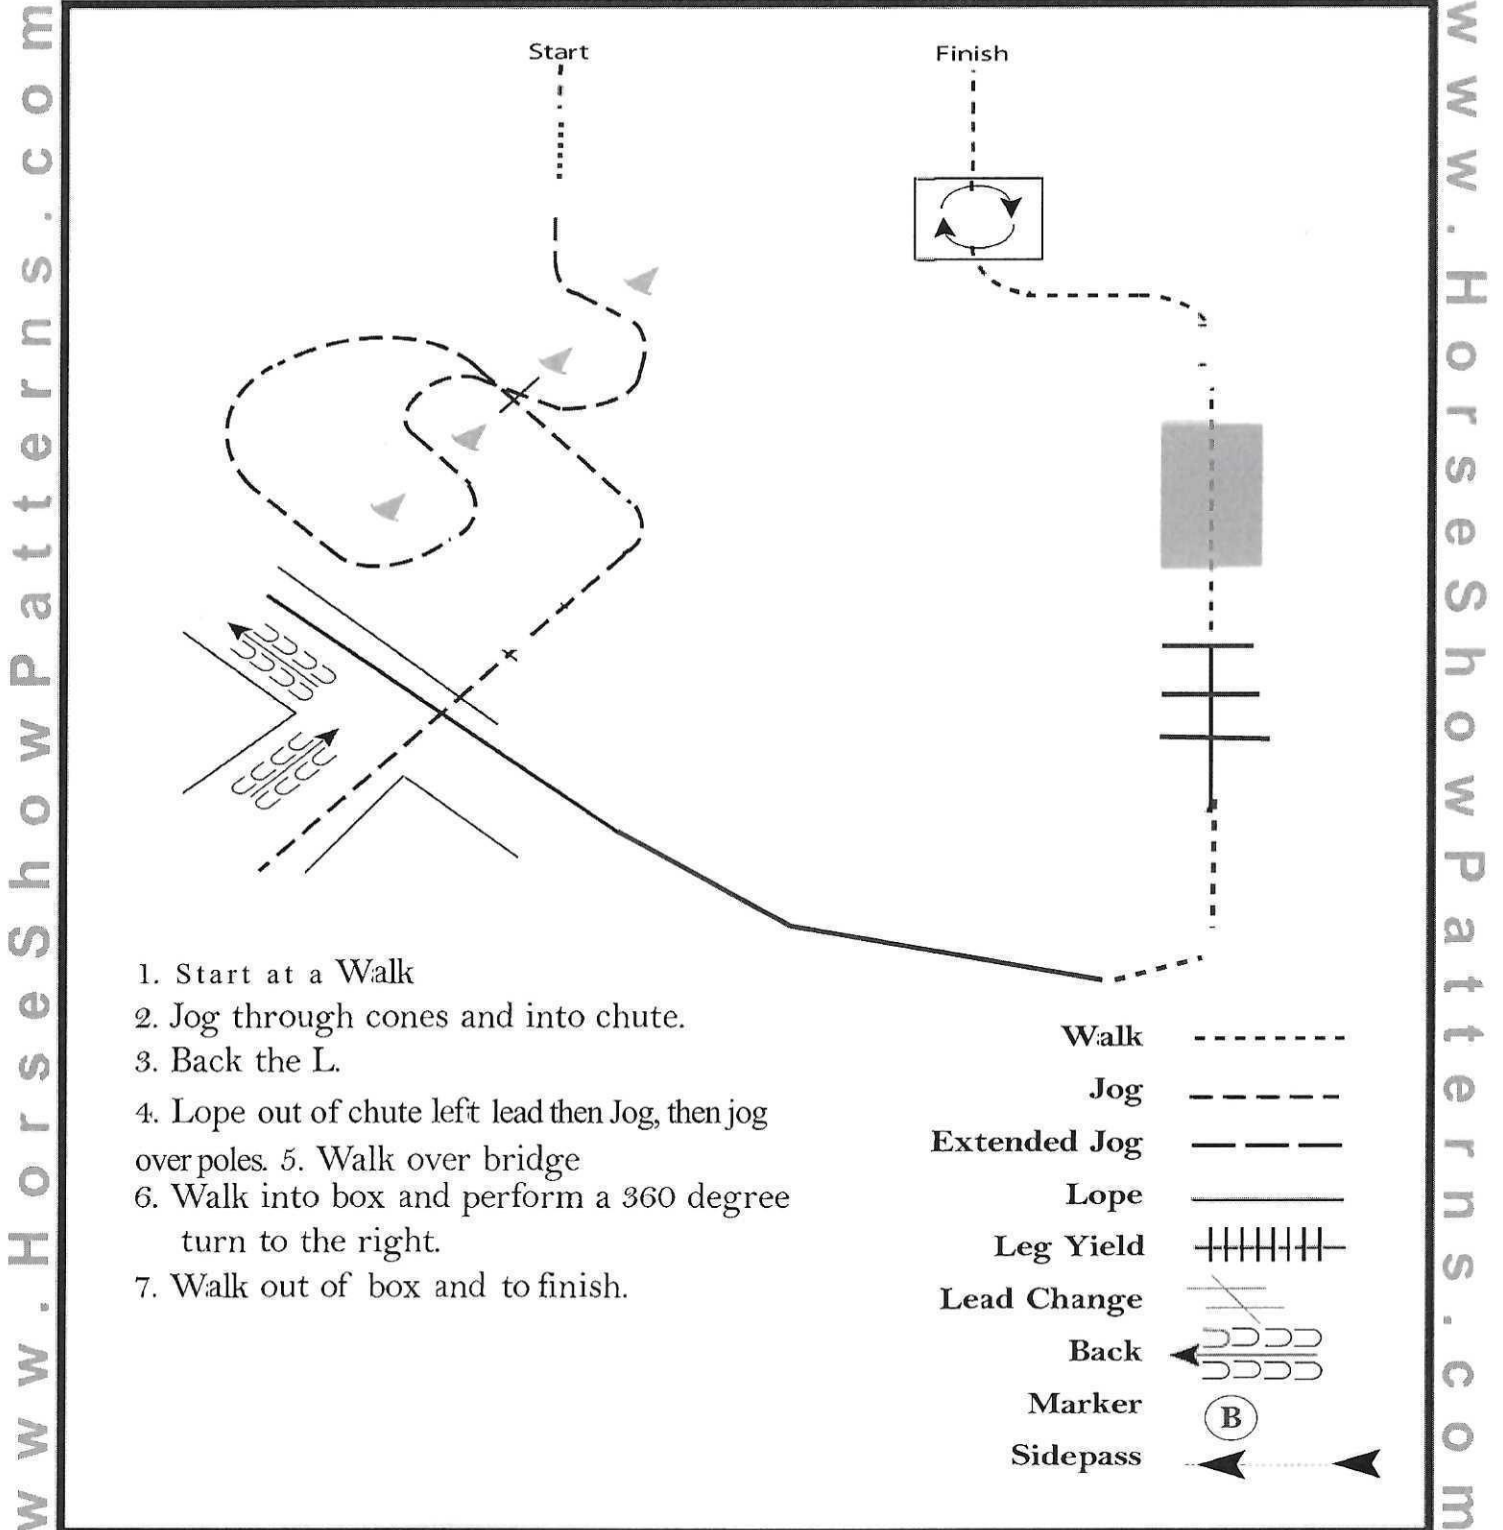 www.HorseShowPatterns.com
Start
Finish
1. Start at a Walk
2. Jog through cones and into chute.
3. Back the L.
4. Lope out of chute left lead then Jog, then jog
over poles. 5. Walk over bridge
6. Walk into box and perform a 360 degree
turn to the right.
7. Walk out of box and to finish.
Walk
Jog
Extended Jog
Lope
Leg Yield
Lead Change
Back
Marker B
Sidepass
www.HorseShowPatterns.com